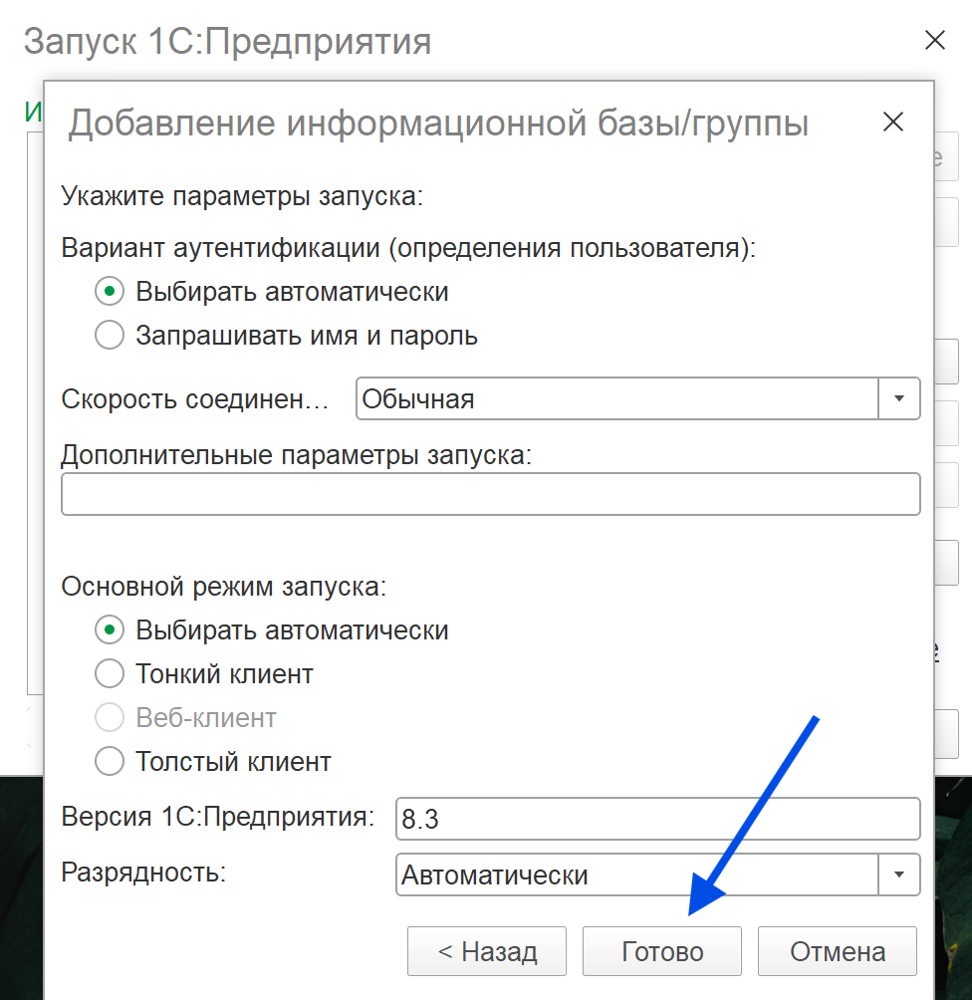 Запуск 1С:Предприятия
И
Добавление информационной базы/группы
Укажите параметры запуска:
Вариант аутентификации (определения пользователя):
Выбирать автоматически
Запрашивать имя и пароль
Скорость соединен... Обычная
Дополнительные параметры запуска:
Основной режим запуска:
Выбирать автоматически
Тонкий клиент
Веб-клиент
Толстый клиент
Версия 1С:Предприятия: 8.3
Разрядность: Автоматически
< Назад Готово Отмена